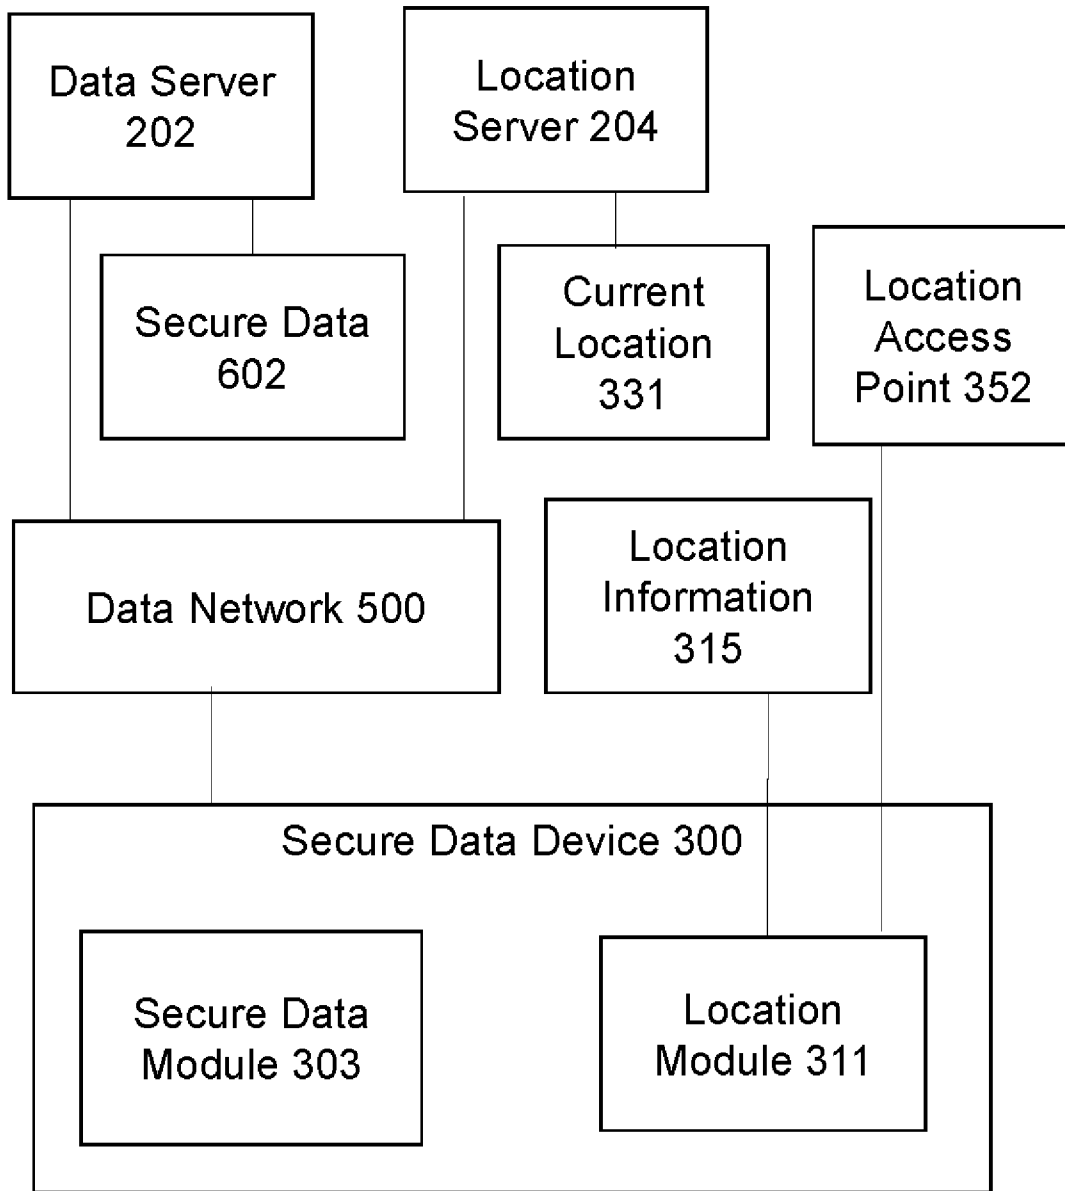 Data Server
202
Location
Server 204
Secure Data
602
Current
Location
331
Location
Access
Point 352
Data Network 500
Location
Information
315
Secure Data Device 300
Secure Data
Module 303
Location
Module 311